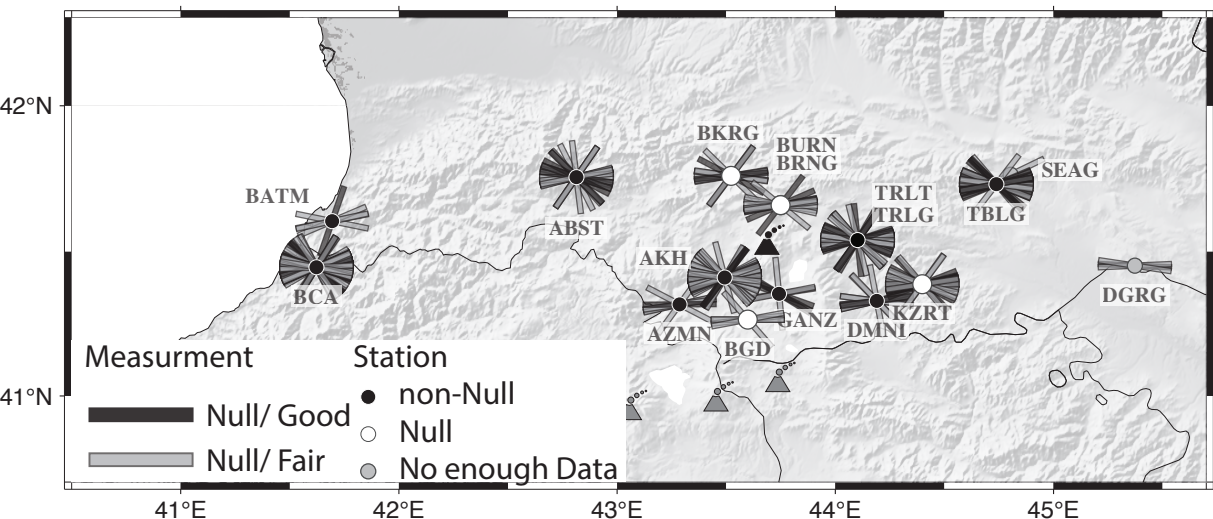 42°N
BKRG
BURN
BRNG
SEAG
BATM
TRLT
TRLG
ABST
TBLG
AKH
BCA
DGRG
AZMN
GANZ
DMNI
KZRT
BGD
Measurment
Station
non-Null
Null/ Good
Null
Null/ Fair
No enough Data
41°N
41°E
42°E
43°E
44°E
45°E